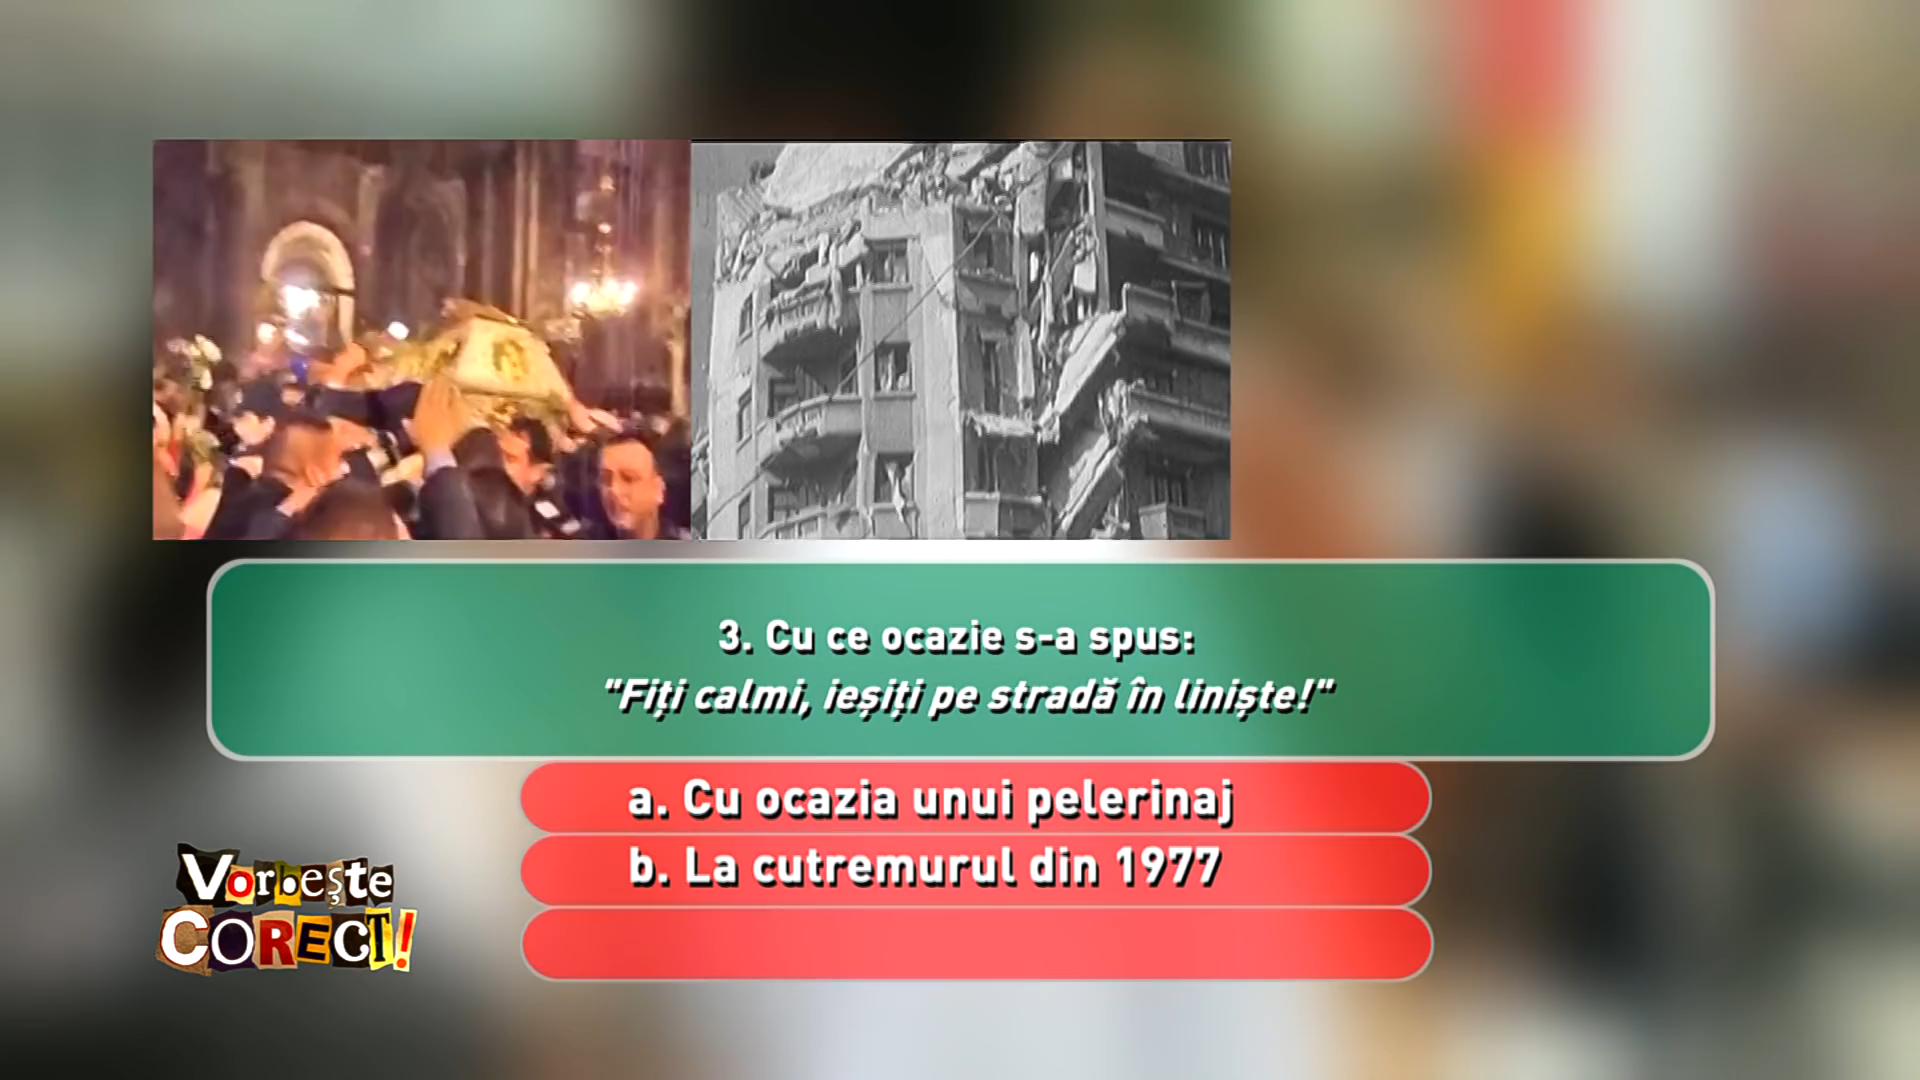 3. Cu ce ocazie s-a spus:
"Fiți calmi, ieșiți pe stradă în liniște!"
a. Cu ocazia unui pelerinaj
b. La cutremurul din 1977
Vorbește
CORECT!